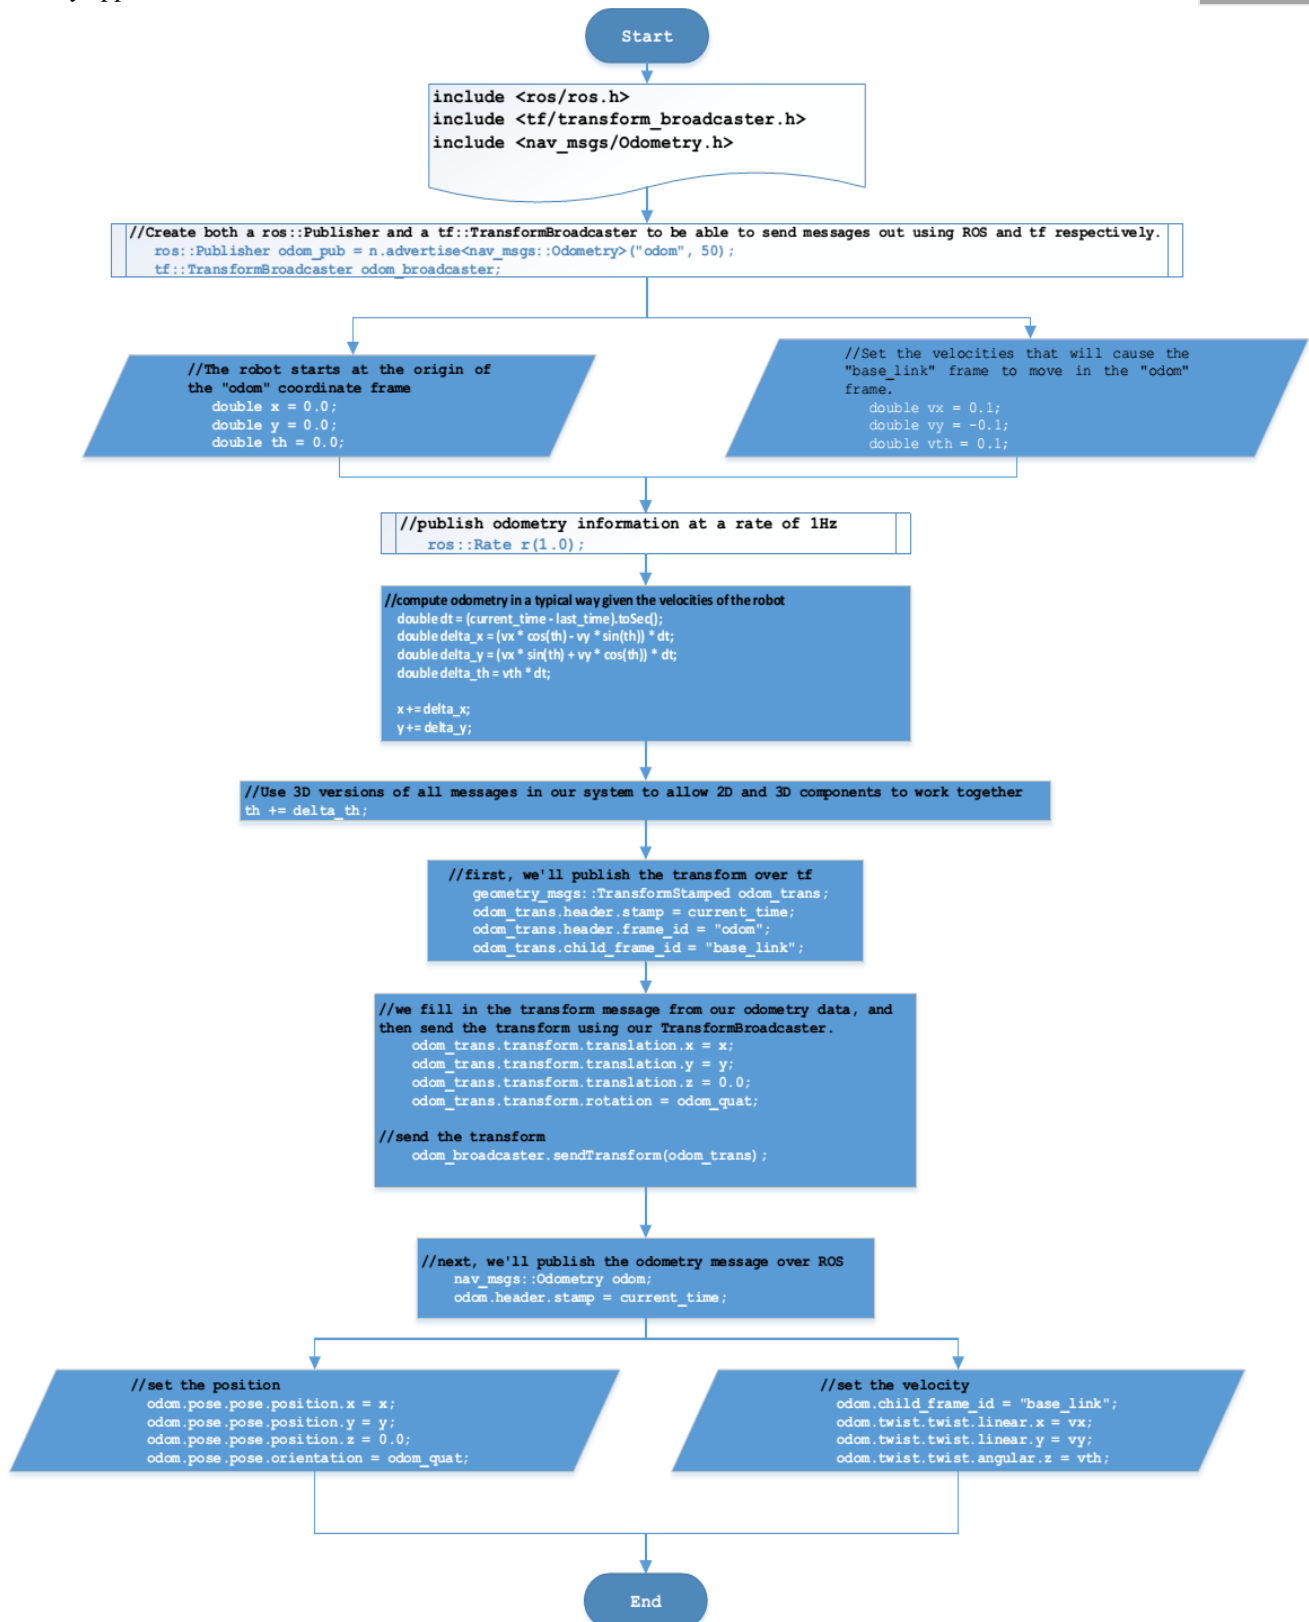 Start
include <ros/ros.h>
include <tf/transform_broadcaster.h>
include <nav_msgs/Odometry.h>
//Create both a ros::Publisher and a tf::TransformBroadcaster to be able to send messages out using ROS and tf respectively.
ros::Publisher odom_pub = n.advertise<nav_msgs::Odometry>("odom", 50);
tf::TransformBroadcaster odom_broadcaster;
//The robot starts at the origin of
the "odom" coordinate frame
double x = 0.0;
double y = 0.0;
double th = 0.0;
//Set the velocities that will cause the
"base_link" frame to move in the "odom"
frame.
double vx = 0.1;
double vy = -0.1;
double vth = 0.1;
//publish odometry information at a rate of 1Hz
ros::Rate r(1.0);
//compute odometry in a typical way given the velocities of the robot
double dt = (current_time - last_time).toSec();
double delta_x = (vx * cos(th) - vy * sin(th)) * dt;
double delta_y = (vx * sin(th) + vy * cos(th)) * dt;
double delta_th = vth * dt;
x += delta_x;
y += delta_y;
//Use 3D versions of all messages in our system to allow 2D and 3D components to work together
th += delta_th;
//first, we'll publish the transform over tf
geometry_msgs::TransformStamped odom_trans;
odom_trans.header.stamp = current_time;
odom_trans.header.frame_id = "odom";
odom_trans.child_frame_id = "base_link";
//we fill in the transform message from our odometry data, and
then send the transform using our TransformBroadcaster.
odom_trans.transform.translation.x = x;
odom_trans.transform.translation.y = y;
odom_trans.transform.translation.z = 0.0;
odom_trans.transform.rotation = odom_quat;
//send the transform
odom_broadcaster.sendTransform(odom_trans);
//next, we'll publish the odometry message over ROS
nav_msgs::Odometry odom;
odom.header.stamp = current_time;
//set the position
odom.pose.pose.position.x = x;
odom.pose.pose.position.y = y;
odom.pose.pose.position.z = 0.0;
odom.pose.pose.orientation = odom_quat;
//set the velocity
odom.child_frame_id = "base_link";
odom.twist.twist.linear.x = vx;
odom.twist.twist.linear.y = vy;
odom.twist.twist.angular.z = vth;
End